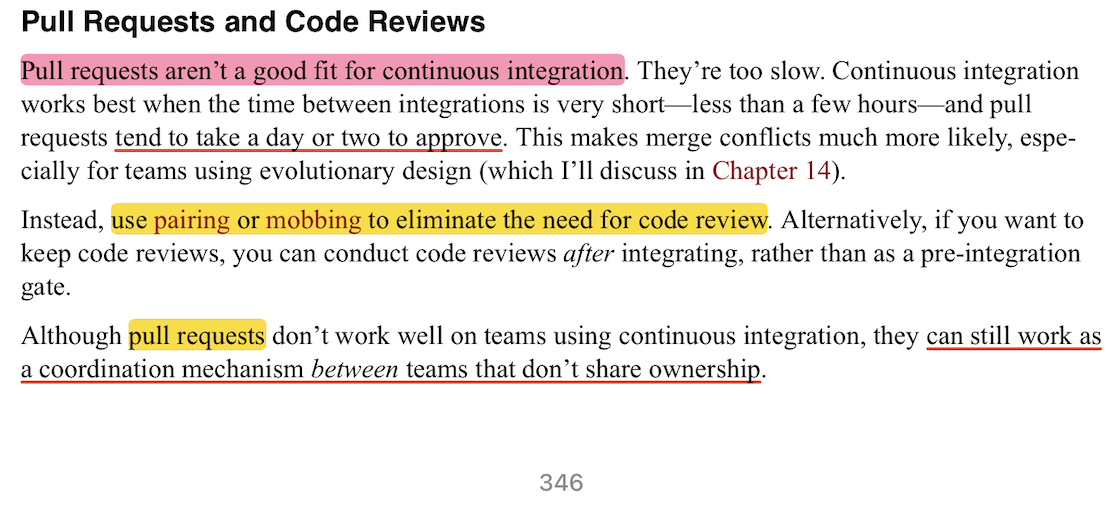 Pull Requests and Code Reviews
Pull requests aren’t a good fit for continuous integration. They’re too slow. Continuous integration
works best when the time between integrations is very short—less than a few hours—and pull
requests tend to take a day or two to approve. This makes merge conflicts much more likely, espe-
cially for teams using evolutionary design (which I’ll discuss in Chapter 14).
Instead, use pairing or mobbing to eliminate the need for code review. Alternatively, if you want to
keep code reviews, you can conduct code reviews after integrating, rather than as a pre-integration
gate.
Although pull requests don’t work well on teams using continuous integration, they can still work as
a coordination mechanism between teams that don’t share ownership.
346